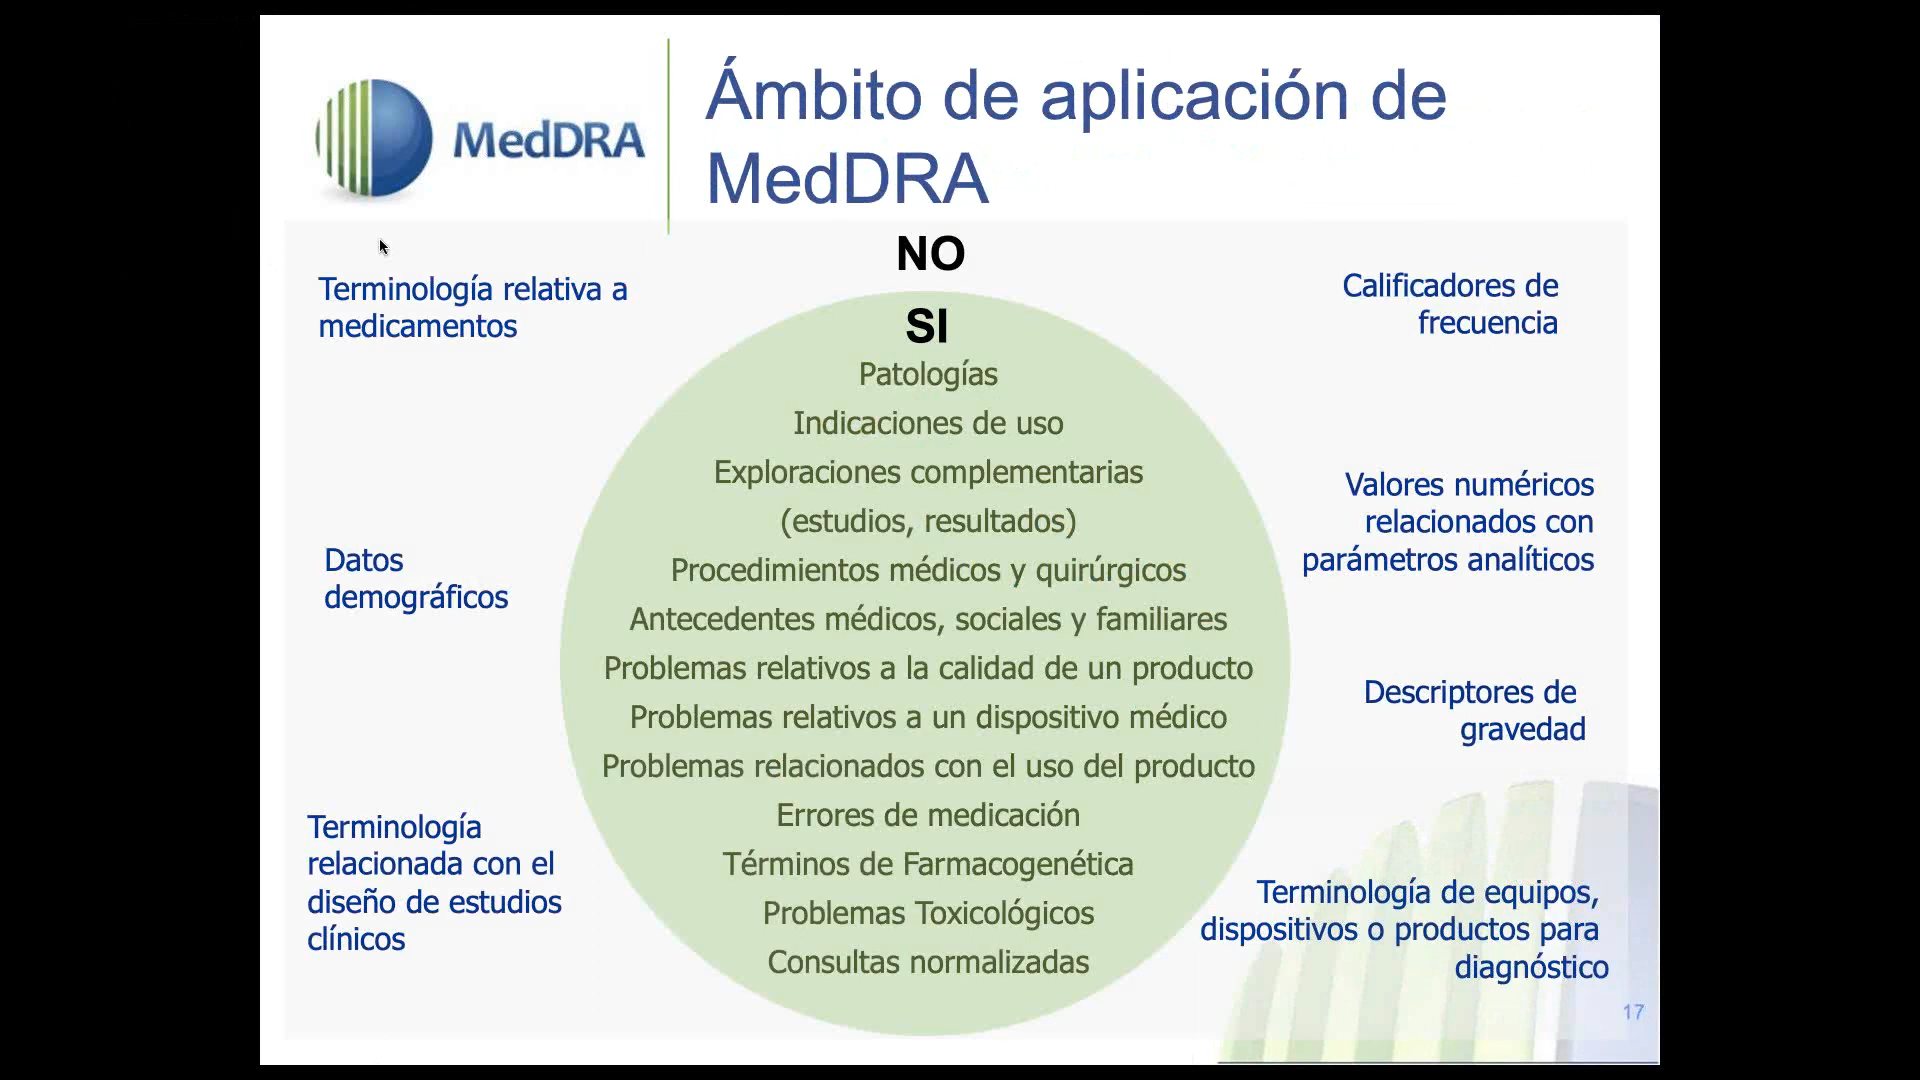 MedDRA
Ámbito de aplicación de
MedDRA
NO
Terminología relativa a
medicamentos
Datos
demográficos
Terminología
relacionada con el
diseño de estudios
clínicos
SI
Patologías
Indicaciones de uso
Exploraciones complementarias
(estudios, resultados)
Procedimientos médicos y quirúrgicos
Antecedentes médicos, sociales y familiares
Problemas relativos a la calidad de un producto
Problemas relativos a un dispositivo médico
Problemas relacionados con el uso del producto
Errores de medicación
Términos de Farmacogenética
Problemas Toxicológicos
Consultas normalizadas
Calificadores de
frecuencia
Valores numéricos
relacionados con
parámetros analíticos
Descriptores de
gravedad
Terminología de equipos,
dispositivos o productos para
diagnóstico
17